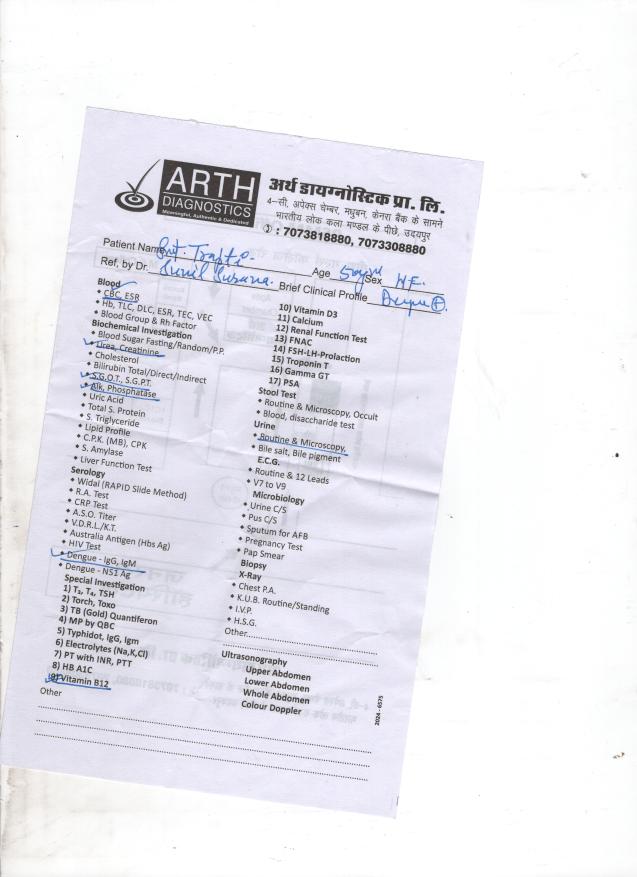 ARTH
DIAGNOSTICS
Meaningful, Authentic & Dedicated
अर्थ डायग्नोस्टिक प्रा. लि.
4-सी, अपेक्स चेम्बर, मधुबन, केनरा बैंक के सामने
भारतीय लोक कला मण्डल के पीछे, उदयपुर
: 7073818880, 7073308880
Patient Name Smt. Trapti
Age Sex
Ref, by Dr. Sunil Brief Clinical Profile
Blood
CBC, ESR
Hb, TLC, DLC, ESR, TEC, VEC
Blood Group & Rh Factor
Biochemical Investigation
Blood Sugar Fasting/Random/P.P.
Urea, Creatinine
Cholesterol
Bilirubin Total/Direct/Indirect
S.G.O.T., S.G.P.T.
Alk, Phosphatase
Uric Acid
Total S. Protein
S. Triglyceride
Lipid Profile
C.P.K. (MB), CPK
S. Amylase
Liver Function Test
Serology
Widal (RAPID Slide Method)
R.A. Test
CRP Test
A.S.O. Titer
V.D.R.L./K.T.
Australia Antigen (Hbs Ag)
HIV Test
Dengue - IgG, IgM
Dengue - NS1 Ag
Special Investigation
1) T₃, T₄, TSH
2) Torch, Toxo
3) TB (Gold) Quantiferon
4) MP by QBC
5) Typhidot, IgG, Igm
6) Electrolytes (Na,K,Cl)
7) PT with INR, PTT
8) HB A1C
9) Vitamin B12
Other
10) Vitamin D3
11) Calcium
12) Renal Function Test
13) FNAC
14) FSH-LH-Prolaction
15) Troponin T
16) Gamma GT
17) PSA
Stool Test
Routine & Microscopy, Occult
Blood, disaccharide test
Urine
Routine & Microscopy,
Bile salt, Bile pigment
E.C.G.
Routine & 12 Leads
V7 to V9
Microbiology
Urine C/S
Pus C/S
Sputum for AFB
Pregnancy Test
Pap Smear
Biopsy
X-Ray
Chest P.A.
K.U.B. Routine/Standing
I.V.P.
H.S.G.
Other
Ultrasonography
Upper Abdomen
Lower Abdomen
Whole Abdomen
Colour Doppler
2024 - 6575